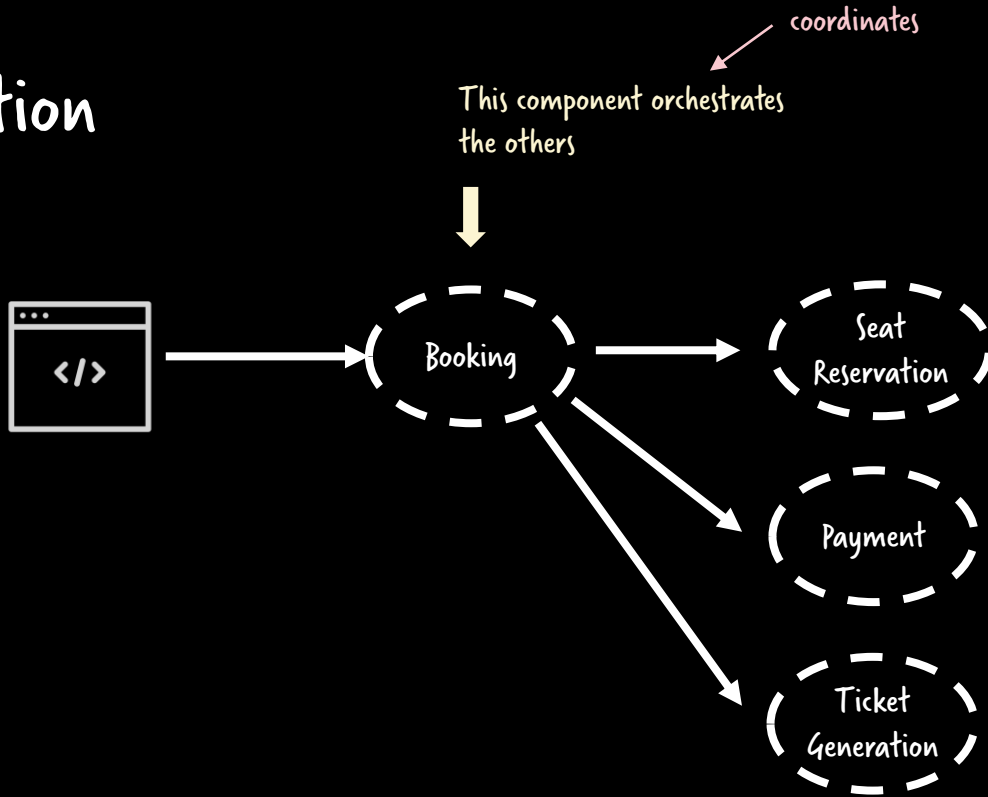 coordinates
tion
This component orchestrates
the others
</>
Booking
Seat
Reservation
Payment
Ticket
Generation